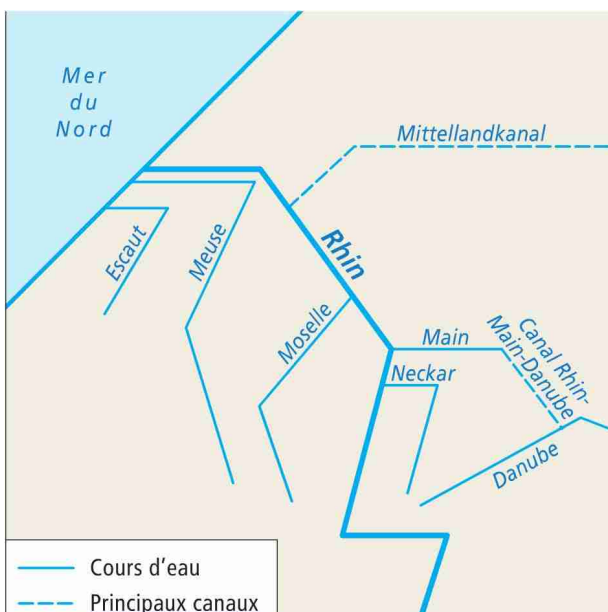 Mer
du
Nord
Mittellandkanal
Escaut
Meuse
Rhin
Moselle
Main
Neckar
Canal Rhin-
Main-Danube
Danube
Cours d'eau
Principaux canaux